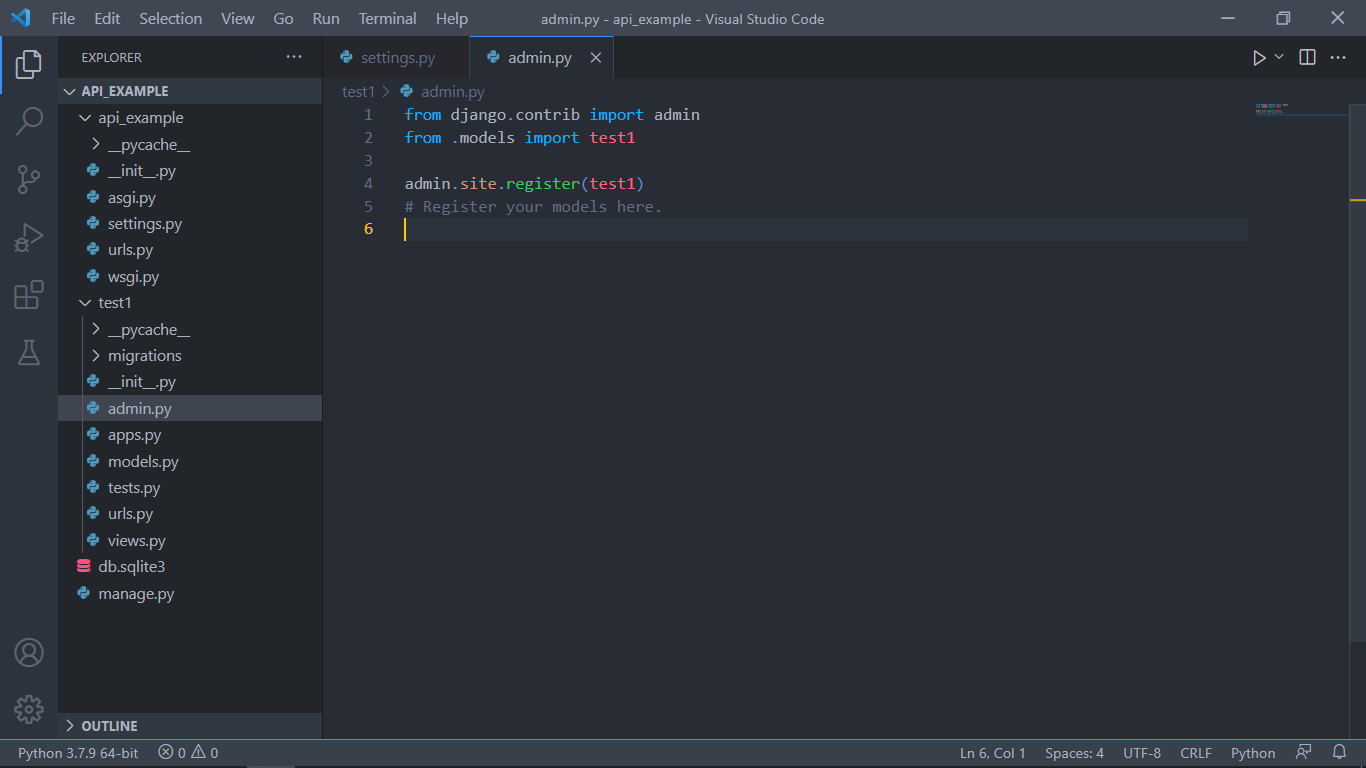 File Edit Selection View Go Run Terminal Help admin.py - api_example - Visual Studio Code
EXPLORER
API_EXAMPLE
api_example
__pycache__
__init__.py
asgi.py
settings.py
urls.py
wsgi.py
test1
__pycache__
migrations
__init__.py
admin.py
apps.py
models.py
tests.py
urls.py
views.py
db.sqlite3
manage.py
OUTLINE
settings.py admin.py
test1 > admin.py
1 from django.contrib import admin
2 from .models import test1
3
4 admin.site.register(test1)
5 # Register your models here.
6
Python 3.7.9 64-bit 0 0 Ln 6, Col 1 Spaces: 4 UTF-8 CRLF Python